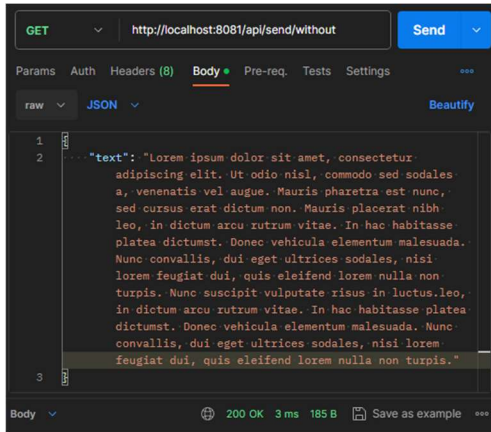 GET http://localhost:8081/api/send/without Send
Params Auth Headers (8) Body Pre-req. Tests Settings
raw JSON Beautify
1 {
2 "text": "Lorem ipsum dolor sit amet, consectetur
adipiscing elit. Ut odio nisl, commodo sed sodales
a, venenatis vel augue. Mauris pharetra est nunc,
sed cursus erat dictum non. Mauris placerat nibh
leo, in dictum arcu rutrum vitae. In hac habitasse
platea dictumst. Donec vehicula elementum malesuada.
Nunc convallis, dui eget ultrices sodales, nisi
lorem feugiat dui, quis eleifend lorem nulla non
turpis. Nunc suscipit vulputate risus in luctus.leo,
in dictum arcu rutrum vitae. In hac habitasse platea
dictumst. Donec vehicula elementum malesuada. Nunc
convallis, dui eget ultrices sodales, nisi lorem
feugiat dui, quis eleifend lorem nulla non turpis."
3 }
Body 200 OK 3 ms 185 B Save as example